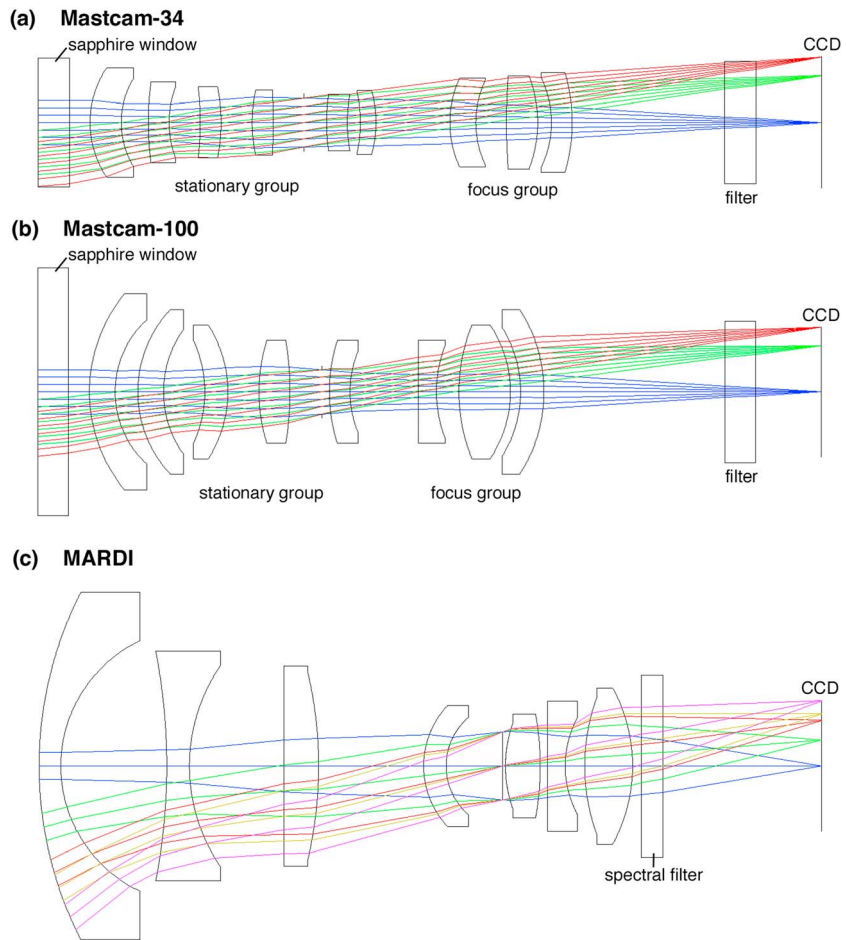 (a) Mastcam-34
sapphire window
CCD
stationary group
focus group
filter
(b) Mastcam-100
sapphire window
CCD
stationary group
focus group
filter
(c) MARDI
CCD
spectral filter